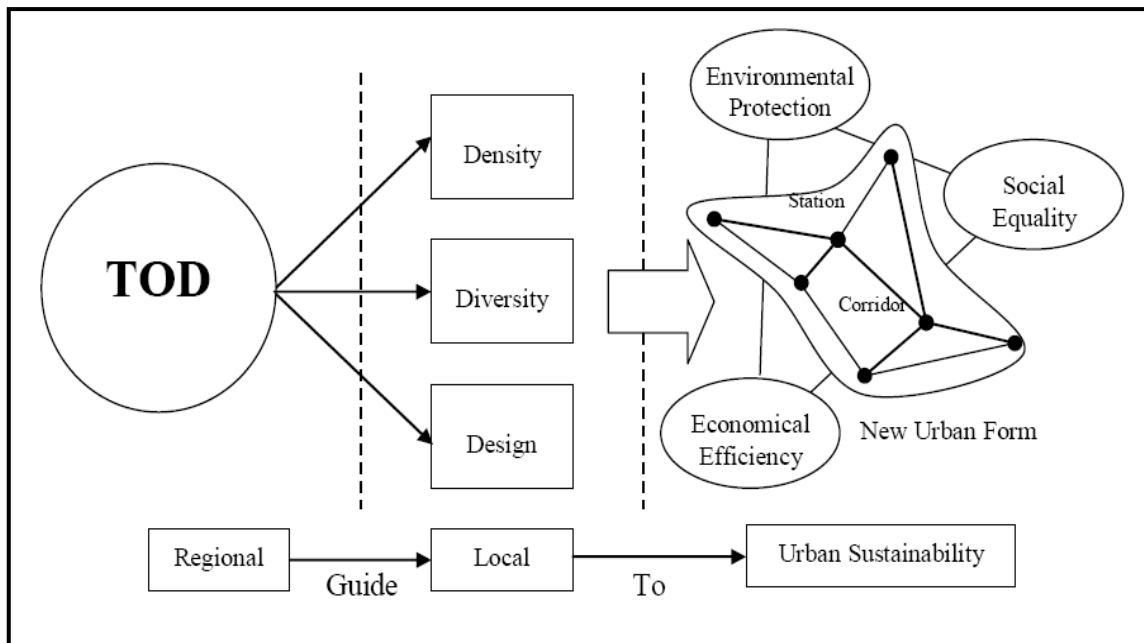 TOD
Density
Diversity
Design
Environmental
Protection
Social
Equality
Station
Corridor
Economical
Efficiency
New Urban Form
Regional
Guide
Local
To
Urban Sustainability